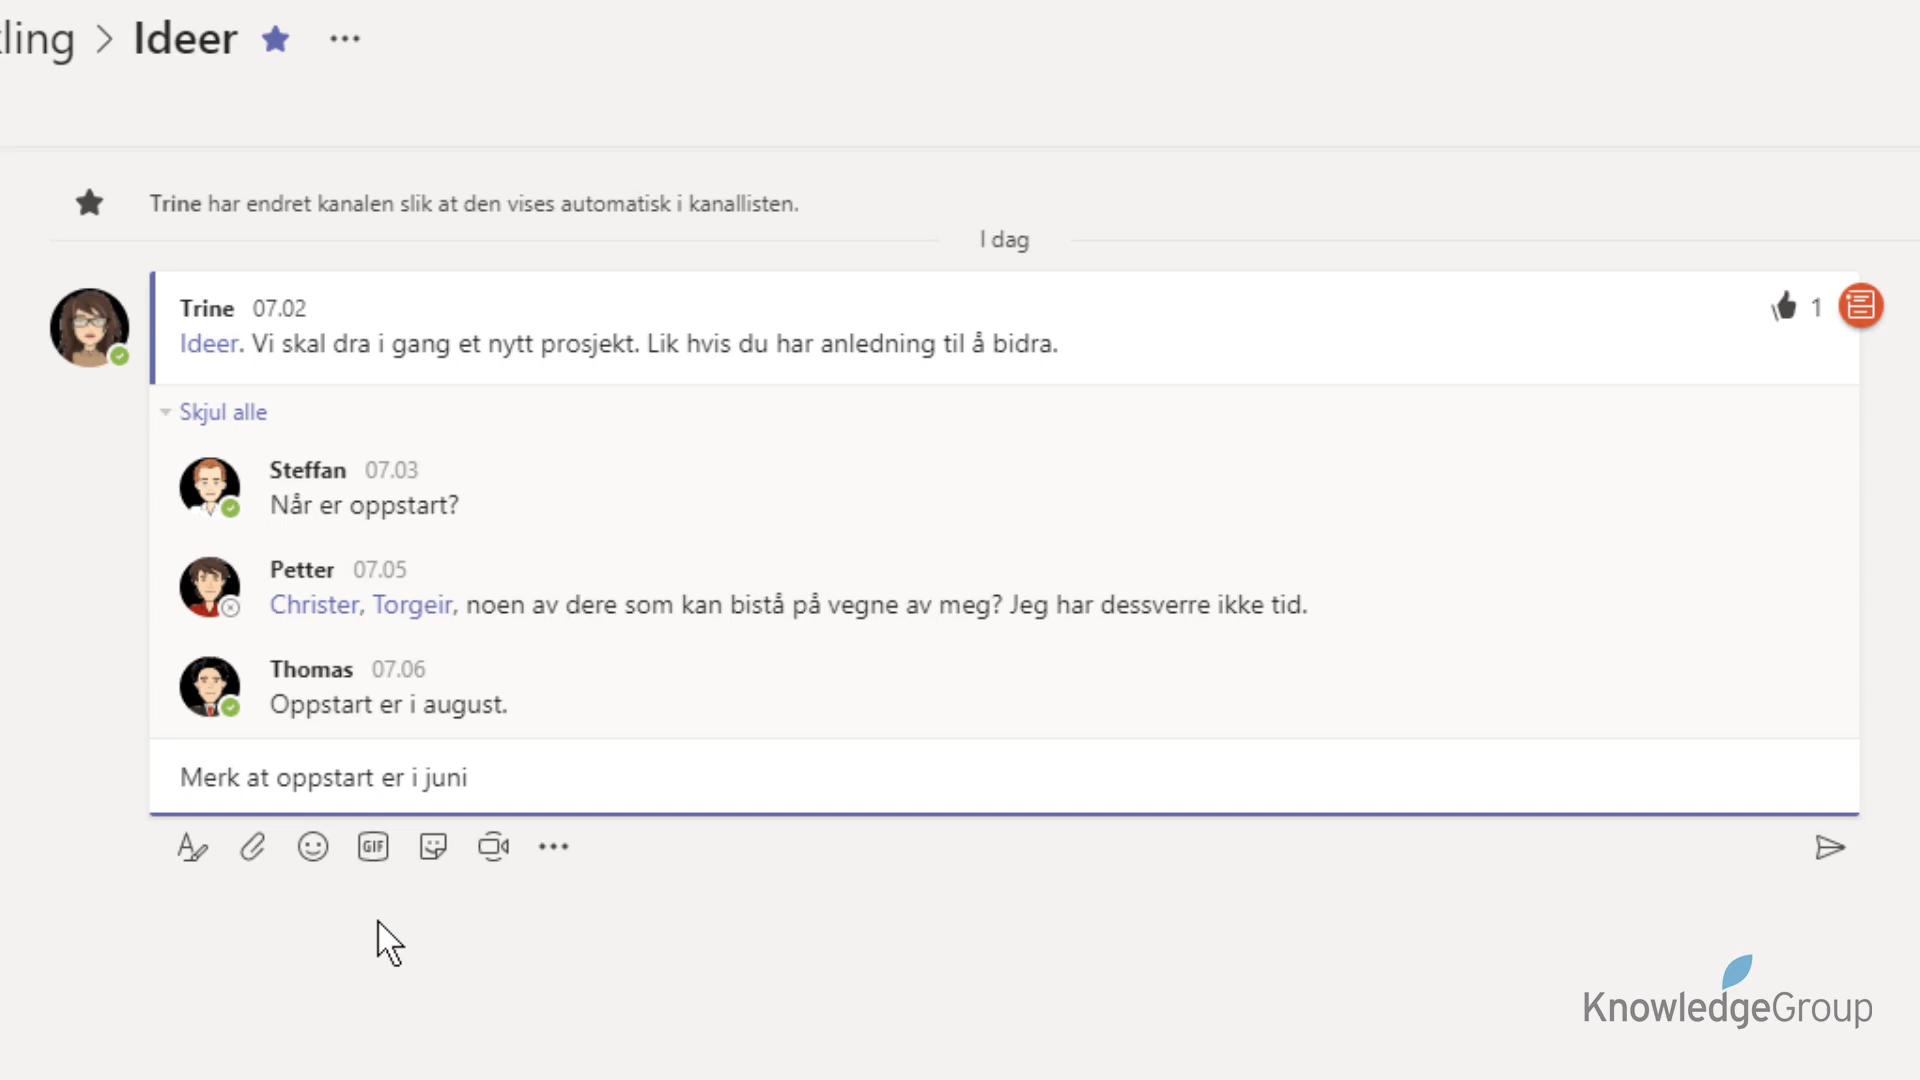 kling > Ideer
Trine har endret kanalen slik at den vises automatisk i kanallisten.
I dag
Trine 07.02
1
Ideer. Vi skal dra i gang et nytt prosjekt. Lik hvis du har anledning til å bidra.
Skjul alle
Steffan 07.03
Når er oppstart?
Petter 07.05
Christer, Torgeir, noen av dere som kan bistå på vegne av meg? Jeg har dessverre ikke tid.
Thomas 07.06
Oppstart er i august.
Merk at oppstart er i juni
GIF
KnowledgeGroup